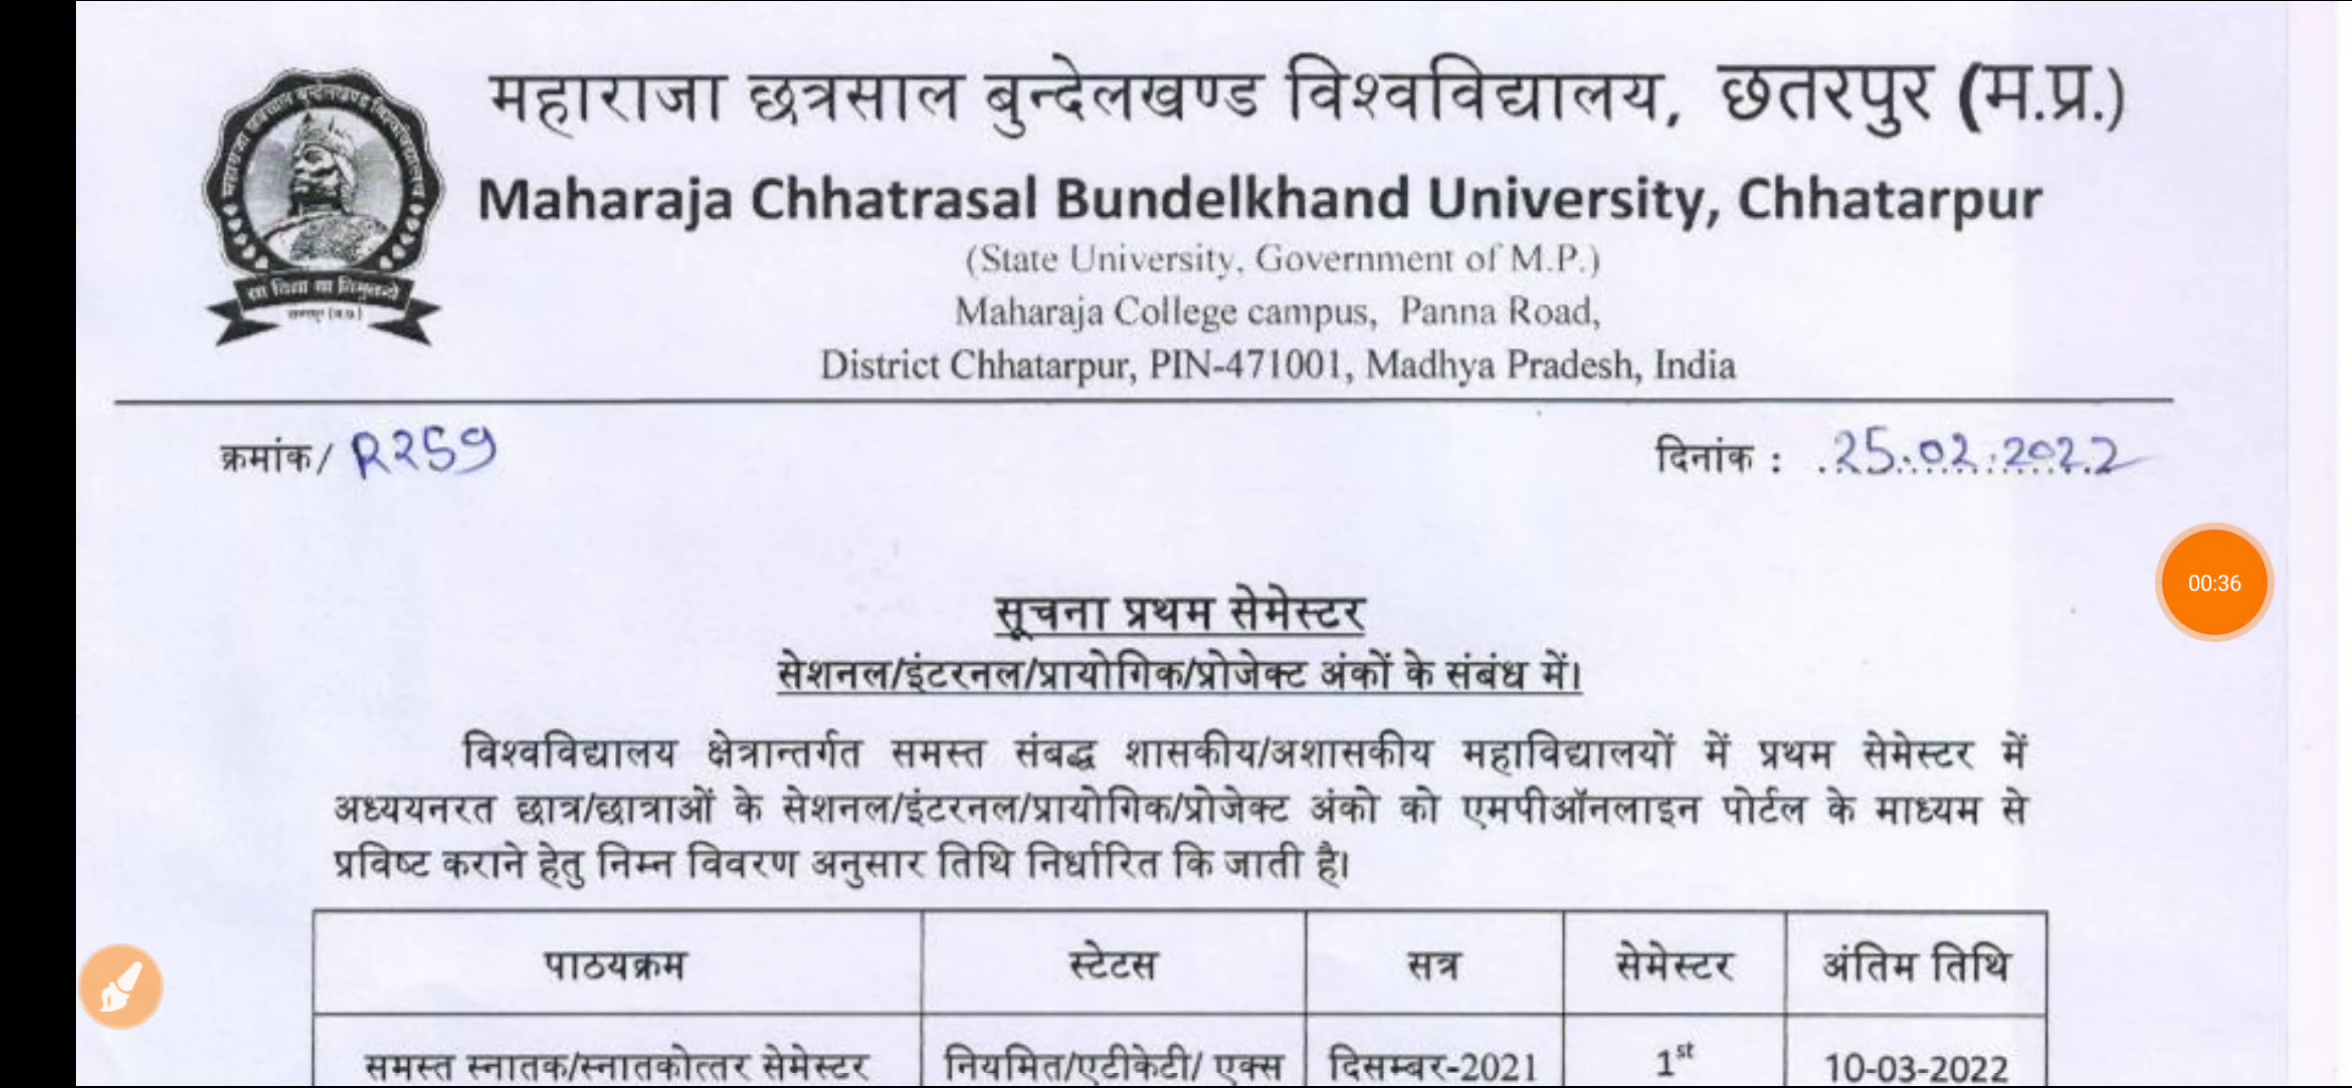 महाराजा छत्रसाल बुन्देलखण्ड विश्वविद्यालय, छतरपुर (म.प्र.)
Maharaja Chhatrasal Bundelkhand University, Chhatarpur
(State University, Government of M.P.)
Maharaja College campus, Panna Road,
District Chhatarpur, PIN-471001, Madhya Pradesh, India
सा विद्या या विमुक्तये
क्रमांक/ R259
दिनांक : 25.02.2022
00:36
सूचना प्रथम सेमेस्टर
सेशनल/इंटरनल/प्रायोगिक/प्रोजेक्ट अंकों के संबंध में।
विश्वविद्यालय क्षेत्रान्तर्गत समस्त संबद्ध शासकीय/अशासकीय महाविद्यालयों में प्रथम सेमेस्टर में
अध्ययनरत छात्र/छात्राओं के सेशनल/इंटरनल/प्रायोगिक/प्रोजेक्ट अंको को एमपीऑनलाइन पोर्टल के माध्यम से
प्रविष्ट कराने हेतु निम्न विवरण अनुसार तिथि निर्धारित कि जाती है।
पाठयक्रम स्टेटस सत्र सेमेस्टर अंतिम तिथि
समस्त स्नातक/स्नातकोत्तर सेमेस्टर नियमित/एटीकेटी/ एक्स दिसम्बर-2021 1st 10-03-2022